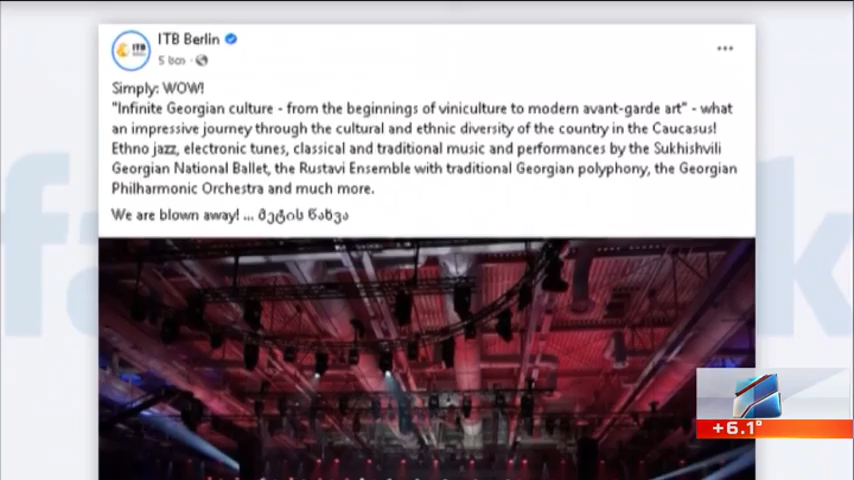 ITB Berlin
5 სთ ·
Simply: WOW!
"Infinite Georgian culture - from the beginnings of viniculture to modern avant-garde art" - what
an impressive journey through the cultural and ethnic diversity of the country in the Caucasus!
Ethno jazz, electronic tunes, classical and traditional music and performances by the Sukhishvili
Georgian National Ballet, the Rustavi Ensemble with traditional Georgian polyphony, the Georgian
Philharmonic Orchestra and much more.
We are blown away! ... მეტის ნახვა
+6.1°